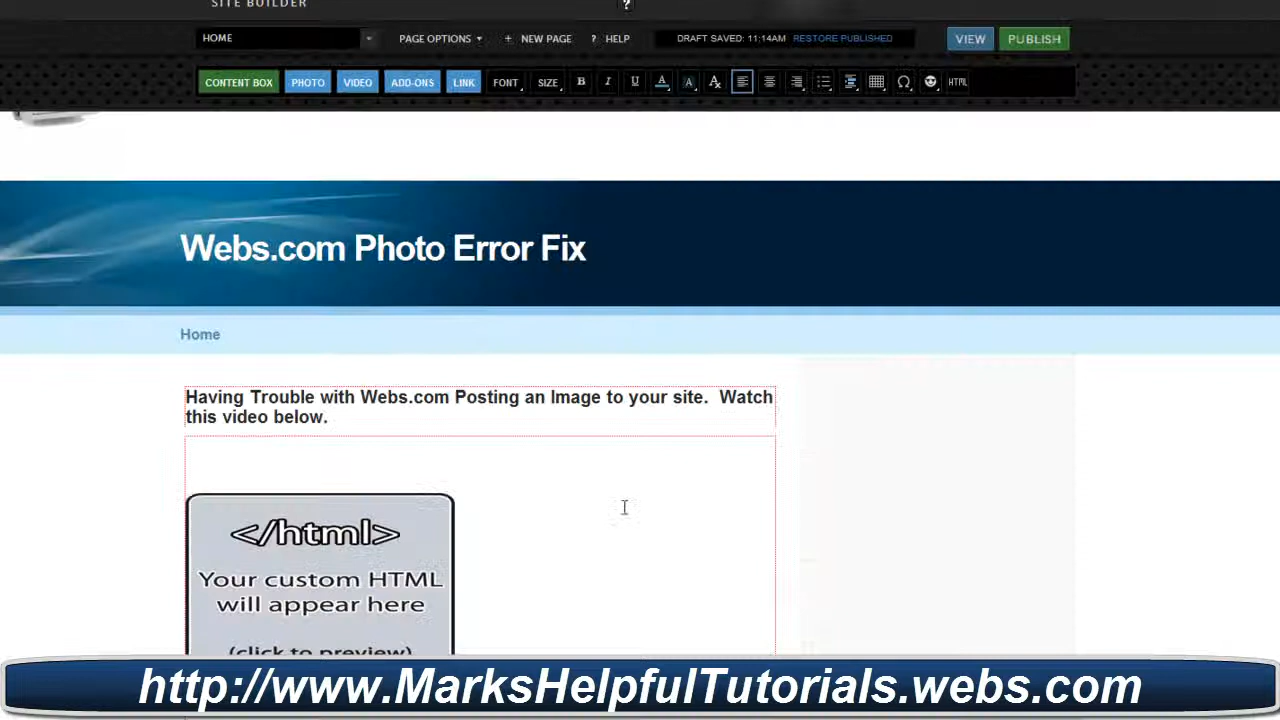 SITE BUILDER
?
HOME PAGE OPTIONS + NEW PAGE ? HELP DRAFT SAVED: 11:14AM RESTORE PUBLISHED VIEW PUBLISH
CONTENT BOX PHOTO VIDEO ADD-ONS LINK FONT SIZE B I U A A A Ω HTML
Webs.com Photo Error Fix
Home
Having Trouble with Webs.com Posting an Image to your site. Watch
this video below.
</html>
Your custom HTML
will appear here
(click to preview)
http://www.MarksHelpfulTutorials.webs.com